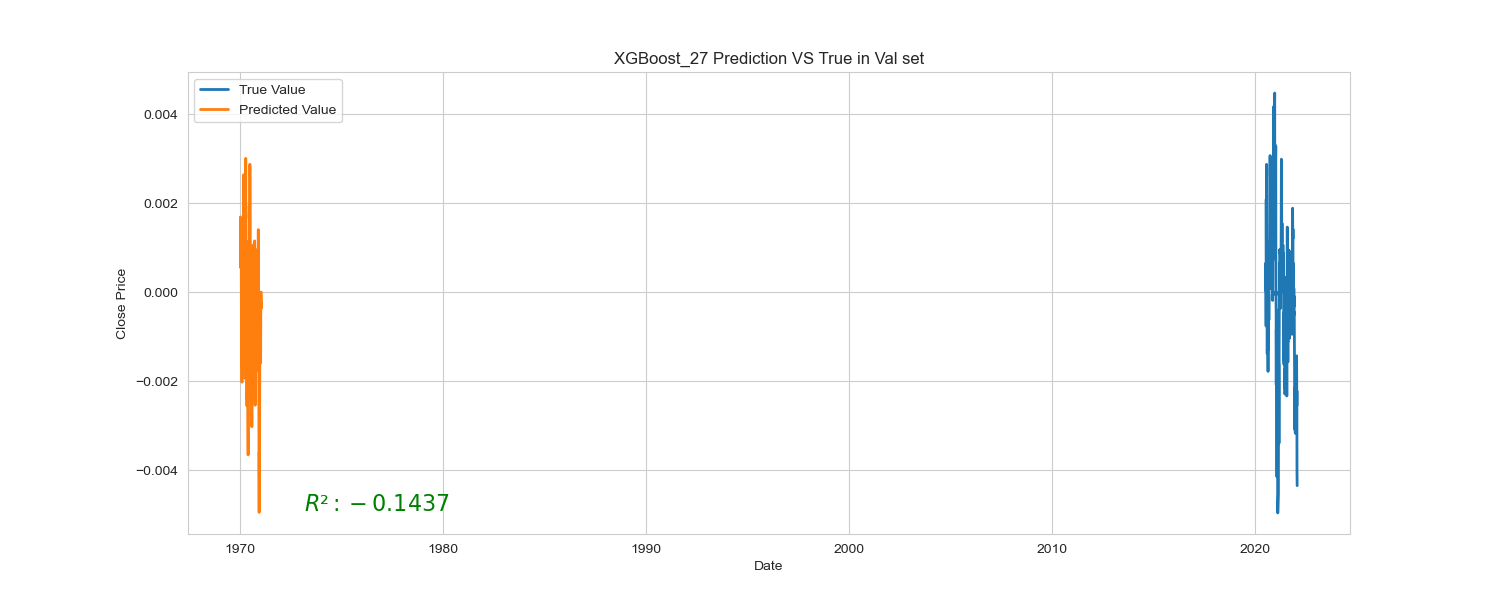 XGBoost_27 Prediction VS True in Val set
True Value
Predicted Value
0.004
0.002
0.000
−0.002
−0.004
Close Price
R² : − 0.1437
1970 1980 1990 2000 2010 2020
Date